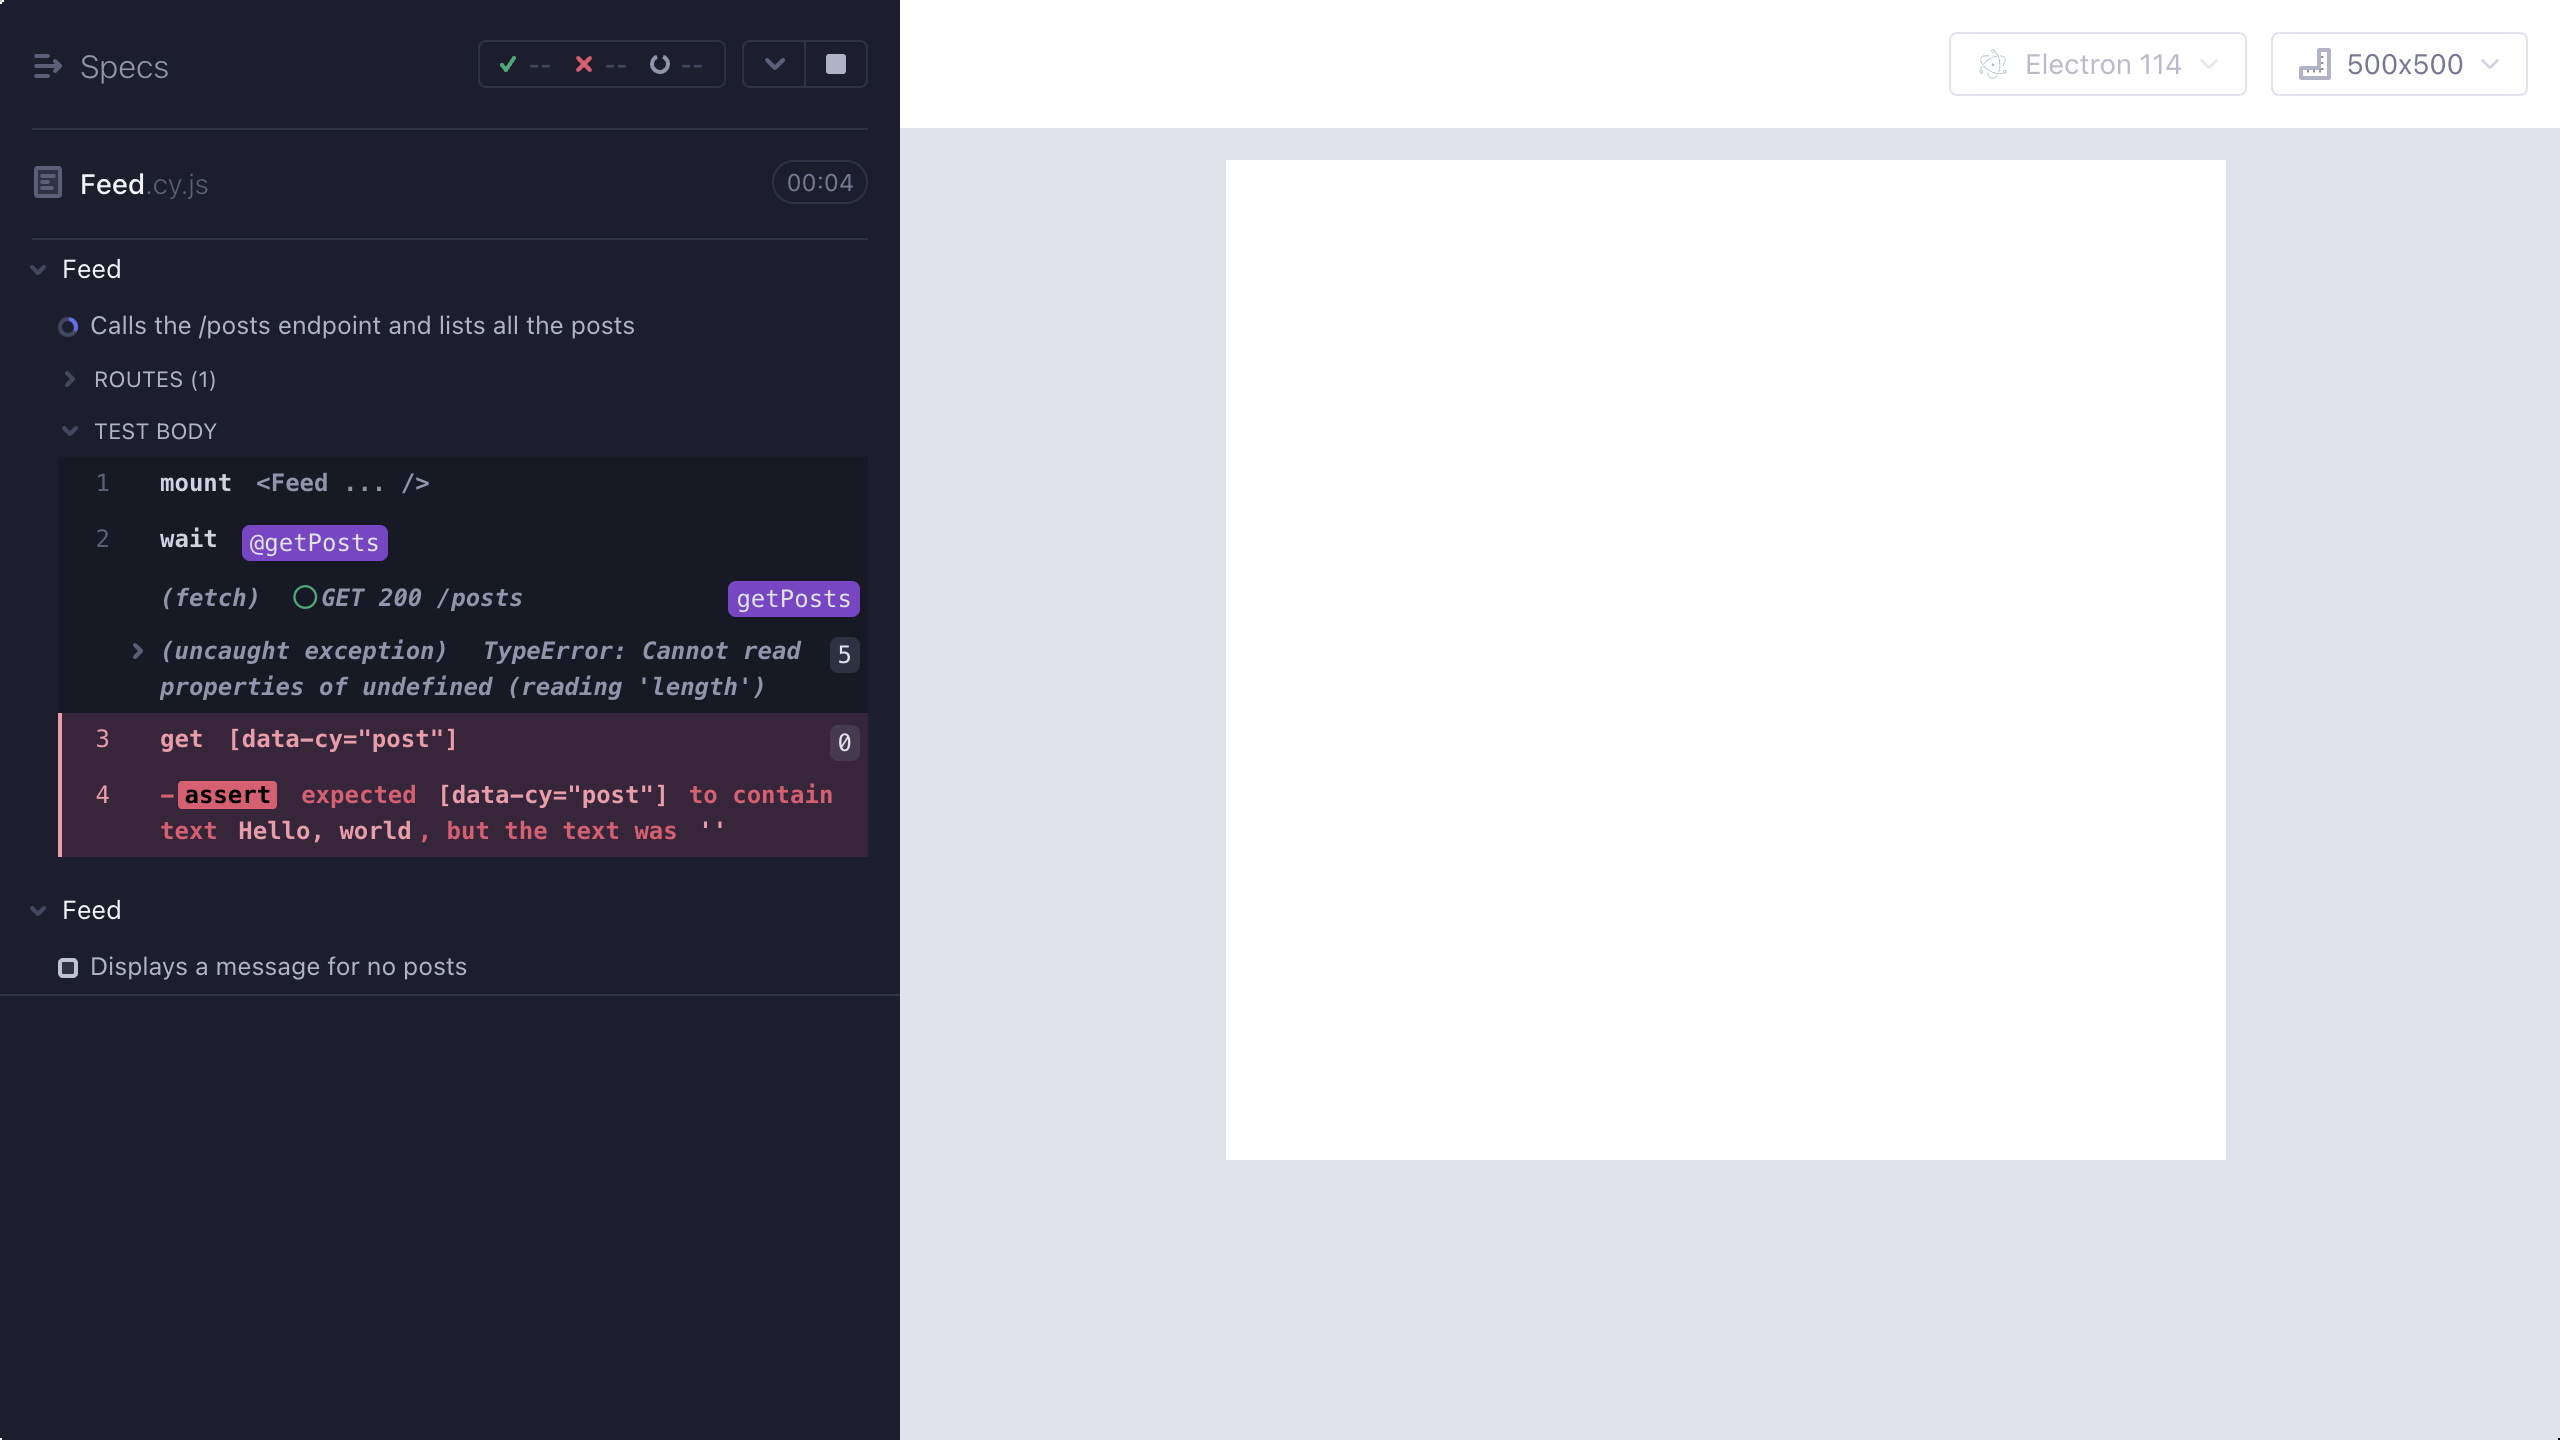 Specs
-- -- --
Electron 114
500x500
Feed.cy.js
00:04
Feed
Calls the /posts endpoint and lists all the posts
ROUTES (1)
TEST BODY
1 mount <Feed ... />
2 wait @getPosts
(fetch) GET 200 /posts getPosts
(uncaught exception) TypeError: Cannot read 5
properties of undefined (reading 'length')
3 get [data-cy="post"] 0
4 -assert expected [data-cy="post"] to contain
text Hello, world, but the text was ''
Feed
Displays a message for no posts